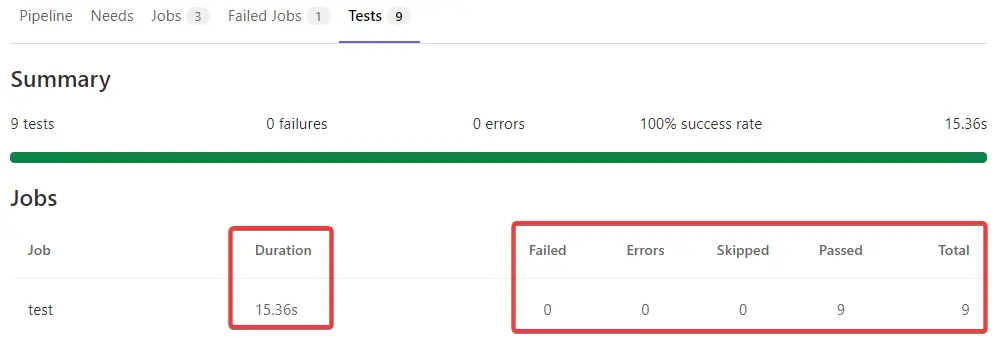 Pipeline Needs Jobs 3 Failed Jobs 1 Tests 9
Summary
9 tests 0 failures 0 errors 100% success rate 15.36s
Jobs
Job Duration Failed Errors Skipped Passed Total
test 15.36s 0 0 0 9 9